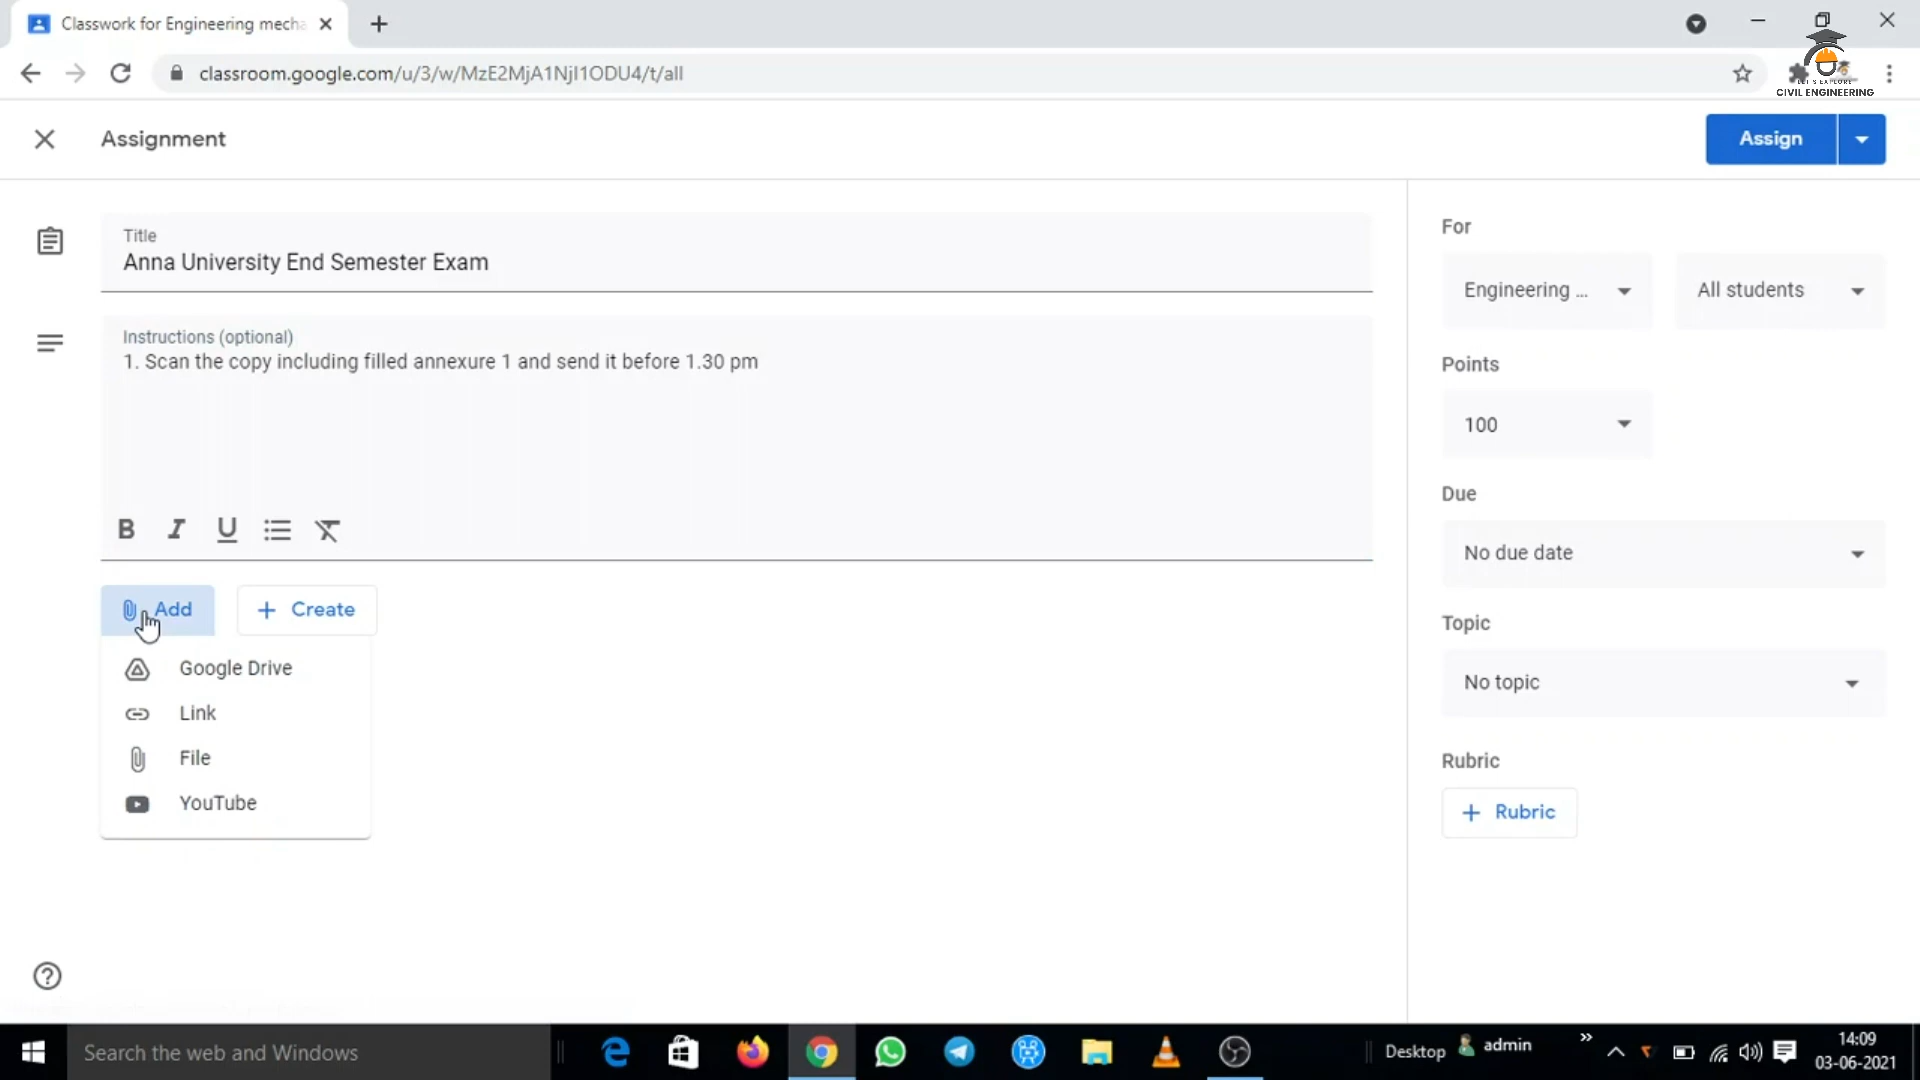 Classwork for Engineering mecha
classroom.google.com/u/3/w/MzE2MjA1NjI1ODU4/t/all
LET'S EXPLORE
CIVIL ENGINEERING
Assignment
Assign
Title
Anna University End Semester Exam
Instructions (optional)
1. Scan the copy including filled annexure 1 and send it before 1.30 pm
B I U
Add
Create
Google Drive
Link
File
YouTube
For
Engineering ...
All students
Points
100
Due
No due date
Topic
No topic
Rubric
Rubric
Search the web and Windows
Desktop
admin
14:09
03-06-2021